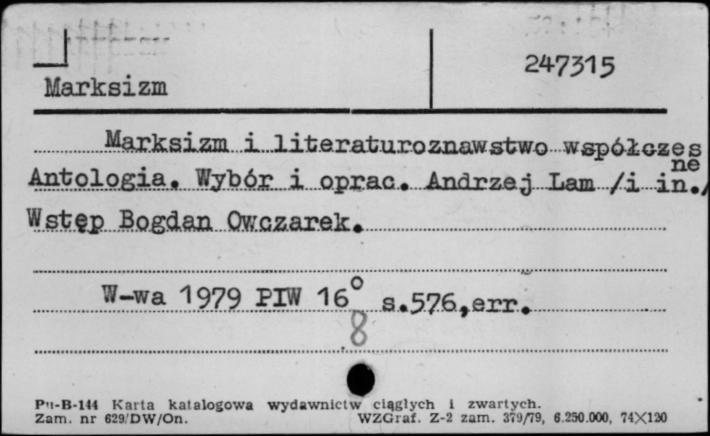 247315
Marksizm
Marksizm i literaturoznawstwo współczes
ne
Antologia. Wybór i oprac. Andrzej Lam /i in./
Wstęp Bogdan Owczarek.
W-wa 1979 PIW 16° s.576,err.
8
Pu-B-144 Karta katalogowa wydawnictw ciągłych i zwartych.
Zam. nr 629/DW/On. WZGraf. Z-2 zam. 379/79, 6.250.000, 74×120